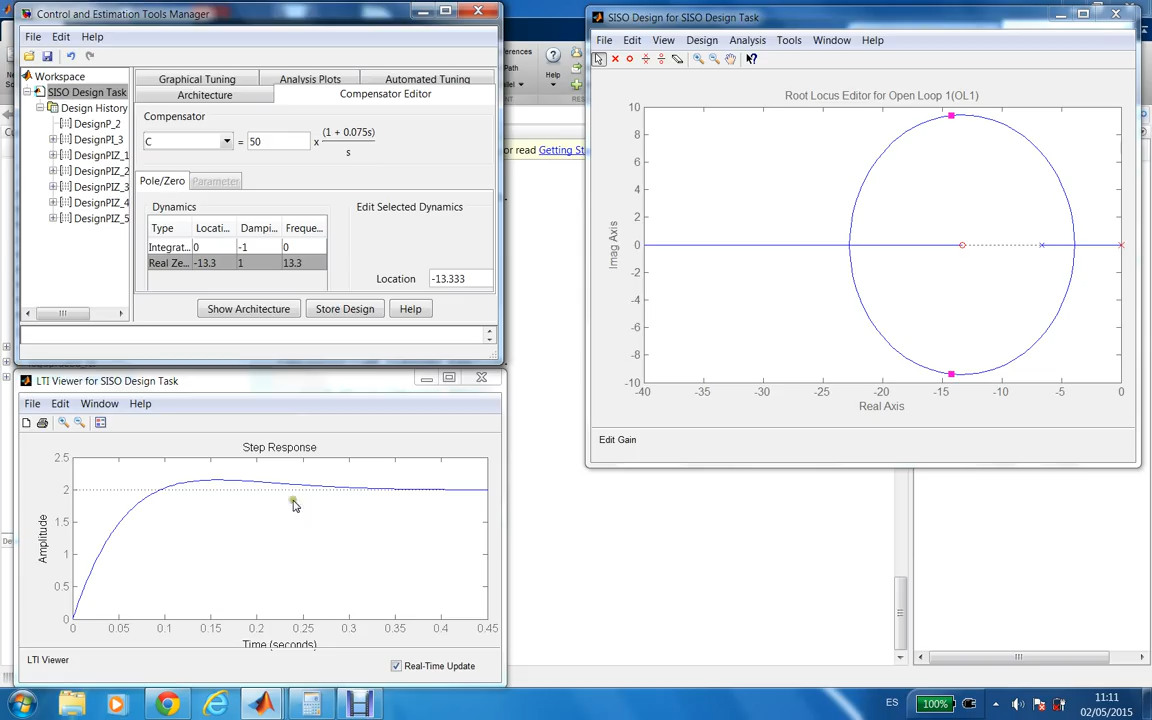 Control and Estimation Tools Manager
File Edit Help
Workspace
SISO Design Task
Design History
DesignP_2
DesignPI_3
DesignPIZ_1
DesignPIZ_2
DesignPIZ_3
DesignPIZ_4
DesignPIZ_5
Graphical Tuning Analysis Plots Automated Tuning
Architecture Compensator Editor
Compensator
C = 50 x (1 + 0.075s)
s
Pole/Zero Parameter
Dynamics
Type Locati... Dampi... Freque...
Integrat... 0 -1 0
Real Ze... -13.3 1 13.3
Edit Selected Dynamics
Location -13.333
Show Architecture Store Design Help
ferences
Path
Help
or read Getting St
LTI Viewer for SISO Design Task
File Edit Window Help
Step Response
Amplitude
2.5
2
1.5
1
0.5
0
0 0.05 0.1 0.15 0.2 0.25 0.3 0.35 0.4 0.45
Time (seconds)
LTI Viewer
Real-Time Update
SISO Design for SISO Design Task
File Edit View Design Analysis Tools Window Help
Root Locus Editor for Open Loop 1(OL1)
Imag Axis
10
8
6
4
2
0
-2
-4
-6
-8
-10
-40 -35 -30 -25 -20 -15 -10 -5 0
Real Axis
Edit Gain
ES
100%
11:11
02/05/2015